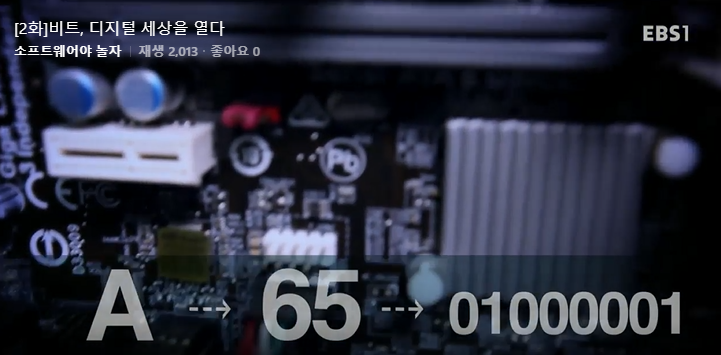 [2화]비트, 디지털 세상을 열다
소프트웨어야 놀자 | 재생 2,013 · 좋아요 0
EBS1
Pb
A --> 65 --> 01000001